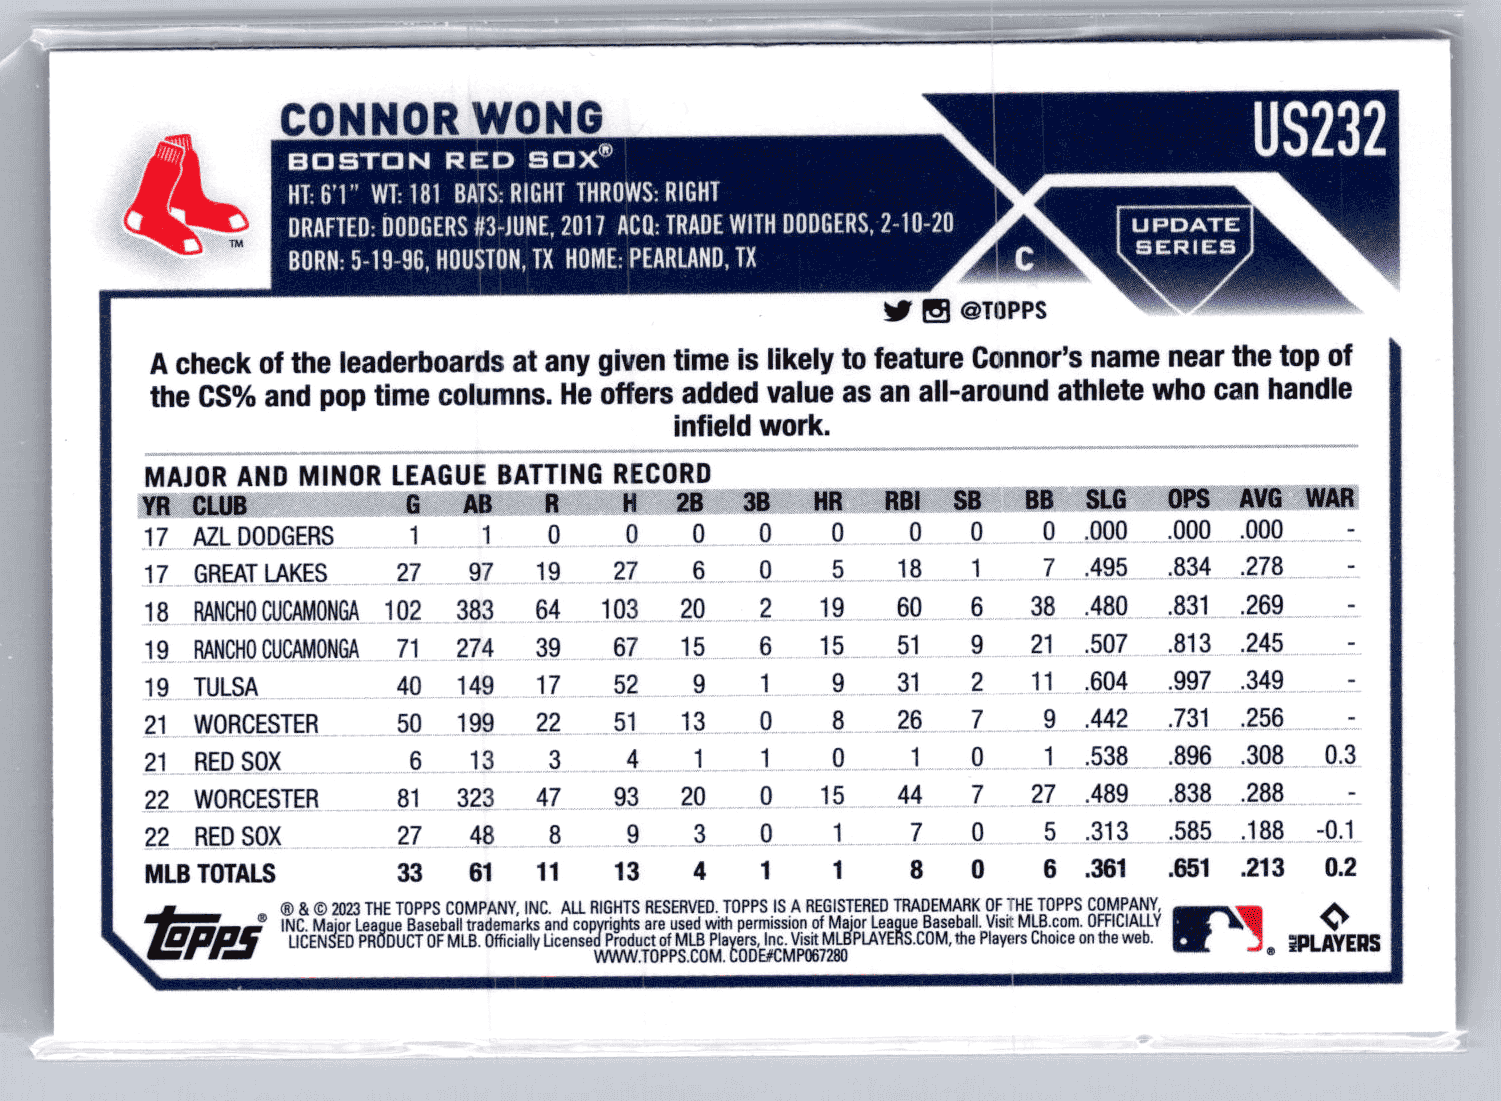 CONNOR WONG
US232
BOSTON RED SOX®
HT: 6'1" WT: 181 BATS: RIGHT THROWS: RIGHT
DRAFTED: DODGERS #3-JUNE, 2017 ACQ: TRADE WITH DODGERS, 2-10-20
BORN: 5-19-96, HOUSTON, TX HOME: PEARLAND, TX
TM
C
UPDATE
SERIES
@TOPPS
A check of the leaderboards at any given time is likely to feature Connor's name near the top of
the CS% and pop time columns. He offers added value as an all-around athlete who can handle
infield work.
MAJOR AND MINOR LEAGUE BATTING RECORD
YR CLUB G AB R H 2B 3B HR RBI SB BB SLG OPS AVG WAR
17 AZL DODGERS 1 1 0 0 0 0 0 0 0 0 .000 .000 .000 -
17 GREAT LAKES 27 97 19 27 6 0 5 18 1 7 .495 .834 .278 -
18 RANCHO CUCAMONGA 102 383 64 103 20 2 19 60 6 38 .480 .831 .269 -
19 RANCHO CUCAMONGA 71 274 39 67 15 6 15 51 9 21 .507 .813 .245 -
19 TULSA 40 149 17 52 9 1 9 31 2 11 .604 .997 .349 -
21 WORCESTER 50 199 22 51 13 0 8 26 7 9 .442 .731 .256 -
21 RED SOX 6 13 3 4 1 1 0 1 0 1 .538 .896 .308 0.3
22 WORCESTER 81 323 47 93 20 0 15 44 7 27 .489 .838 .288 -
22 RED SOX 27 48 8 9 3 0 1 7 0 5 .313 .585 .188 -0.1
MLB TOTALS 33 61 11 13 4 1 1 8 0 6 .361 .651 .213 0.2
Topps®
® & © 2023 THE TOPPS COMPANY, INC. ALL RIGHTS RESERVED. TOPPS IS A REGISTERED TRADEMARK OF THE TOPPS COMPANY,
INC. Major League Baseball trademarks and copyrights are used with permission of Major League Baseball. Visit MLB.com. OFFICIALLY
LICENSED PRODUCT OF MLB. Officially Licensed Product of MLB Players, Inc. Visit MLBPLAYERS.COM, the Players Choice on the web.
WWW.TOPPS.COM. CODE#CMP067280
®
MLB PLAYERS